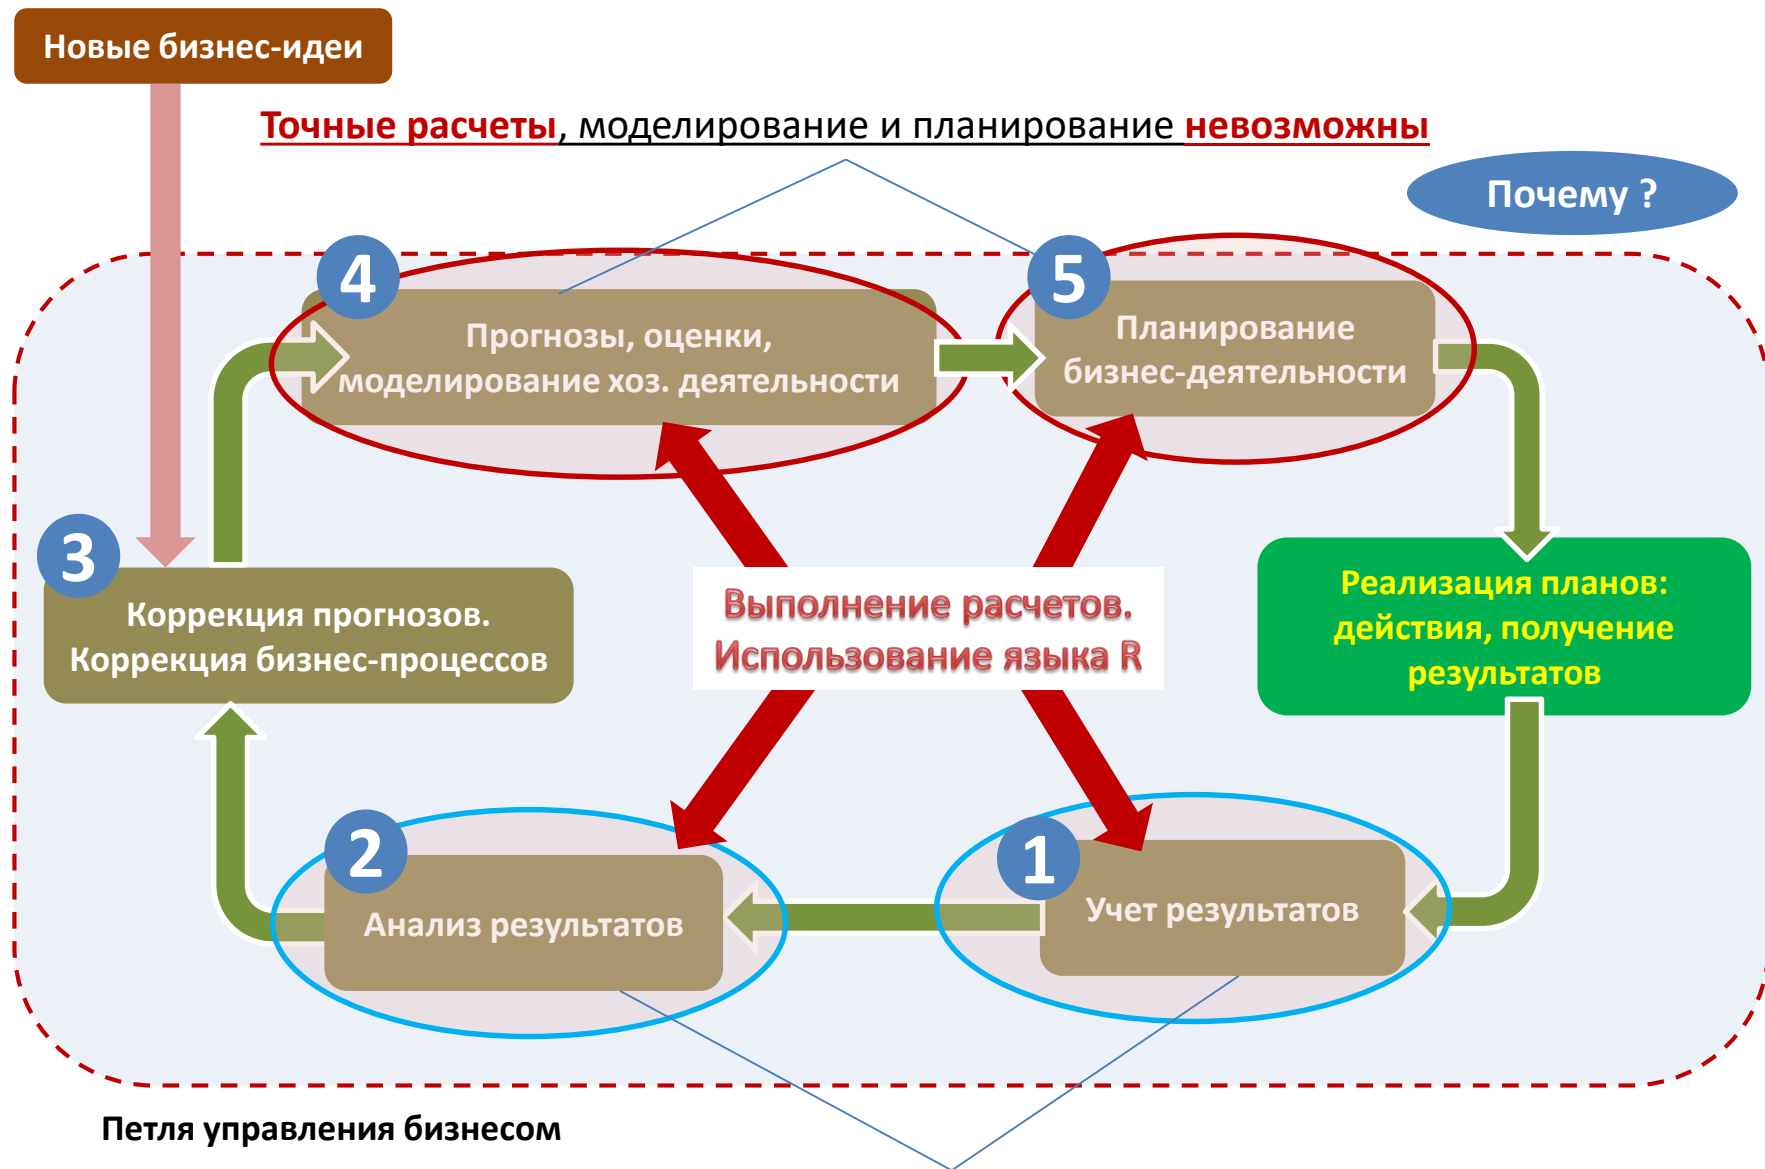 Новые бизнес-идеи
Точные расчеты, моделирование и планирование невозможны
Почему ?
4
Прогнозы, оценки,
моделирование хоз. деятельности
5
Планирование
бизнес-деятельности
3
Коррекция прогнозов.
Коррекция бизнес-процессов
Выполнение расчетов.
Использование языка R
Реализация планов:
действия, получение
результатов
2
Анализ результатов
1
Учет результатов
Петля управления бизнесом